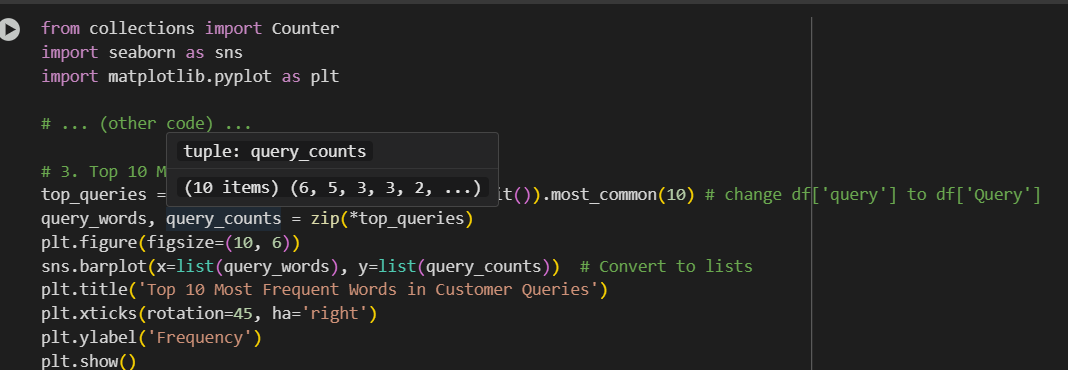 from collections import Counter
import seaborn as sns
import matplotlib.pyplot as plt
# ... (other code) ...
tuple: query_counts
# 3. Top 10 M
(10 items) (6, 5, 3, 3, 2, ...)
top_queries = it()).most_common(10) # change df['query'] to df['Query']
query_words, query_counts = zip(*top_queries)
plt.figure(figsize=(10, 6))
sns.barplot(x=list(query_words), y=list(query_counts))  # Convert to lists
plt.title('Top 10 Most Frequent Words in Customer Queries')
plt.xticks(rotation=45, ha='right')
plt.ylabel('Frequency')
plt.show()